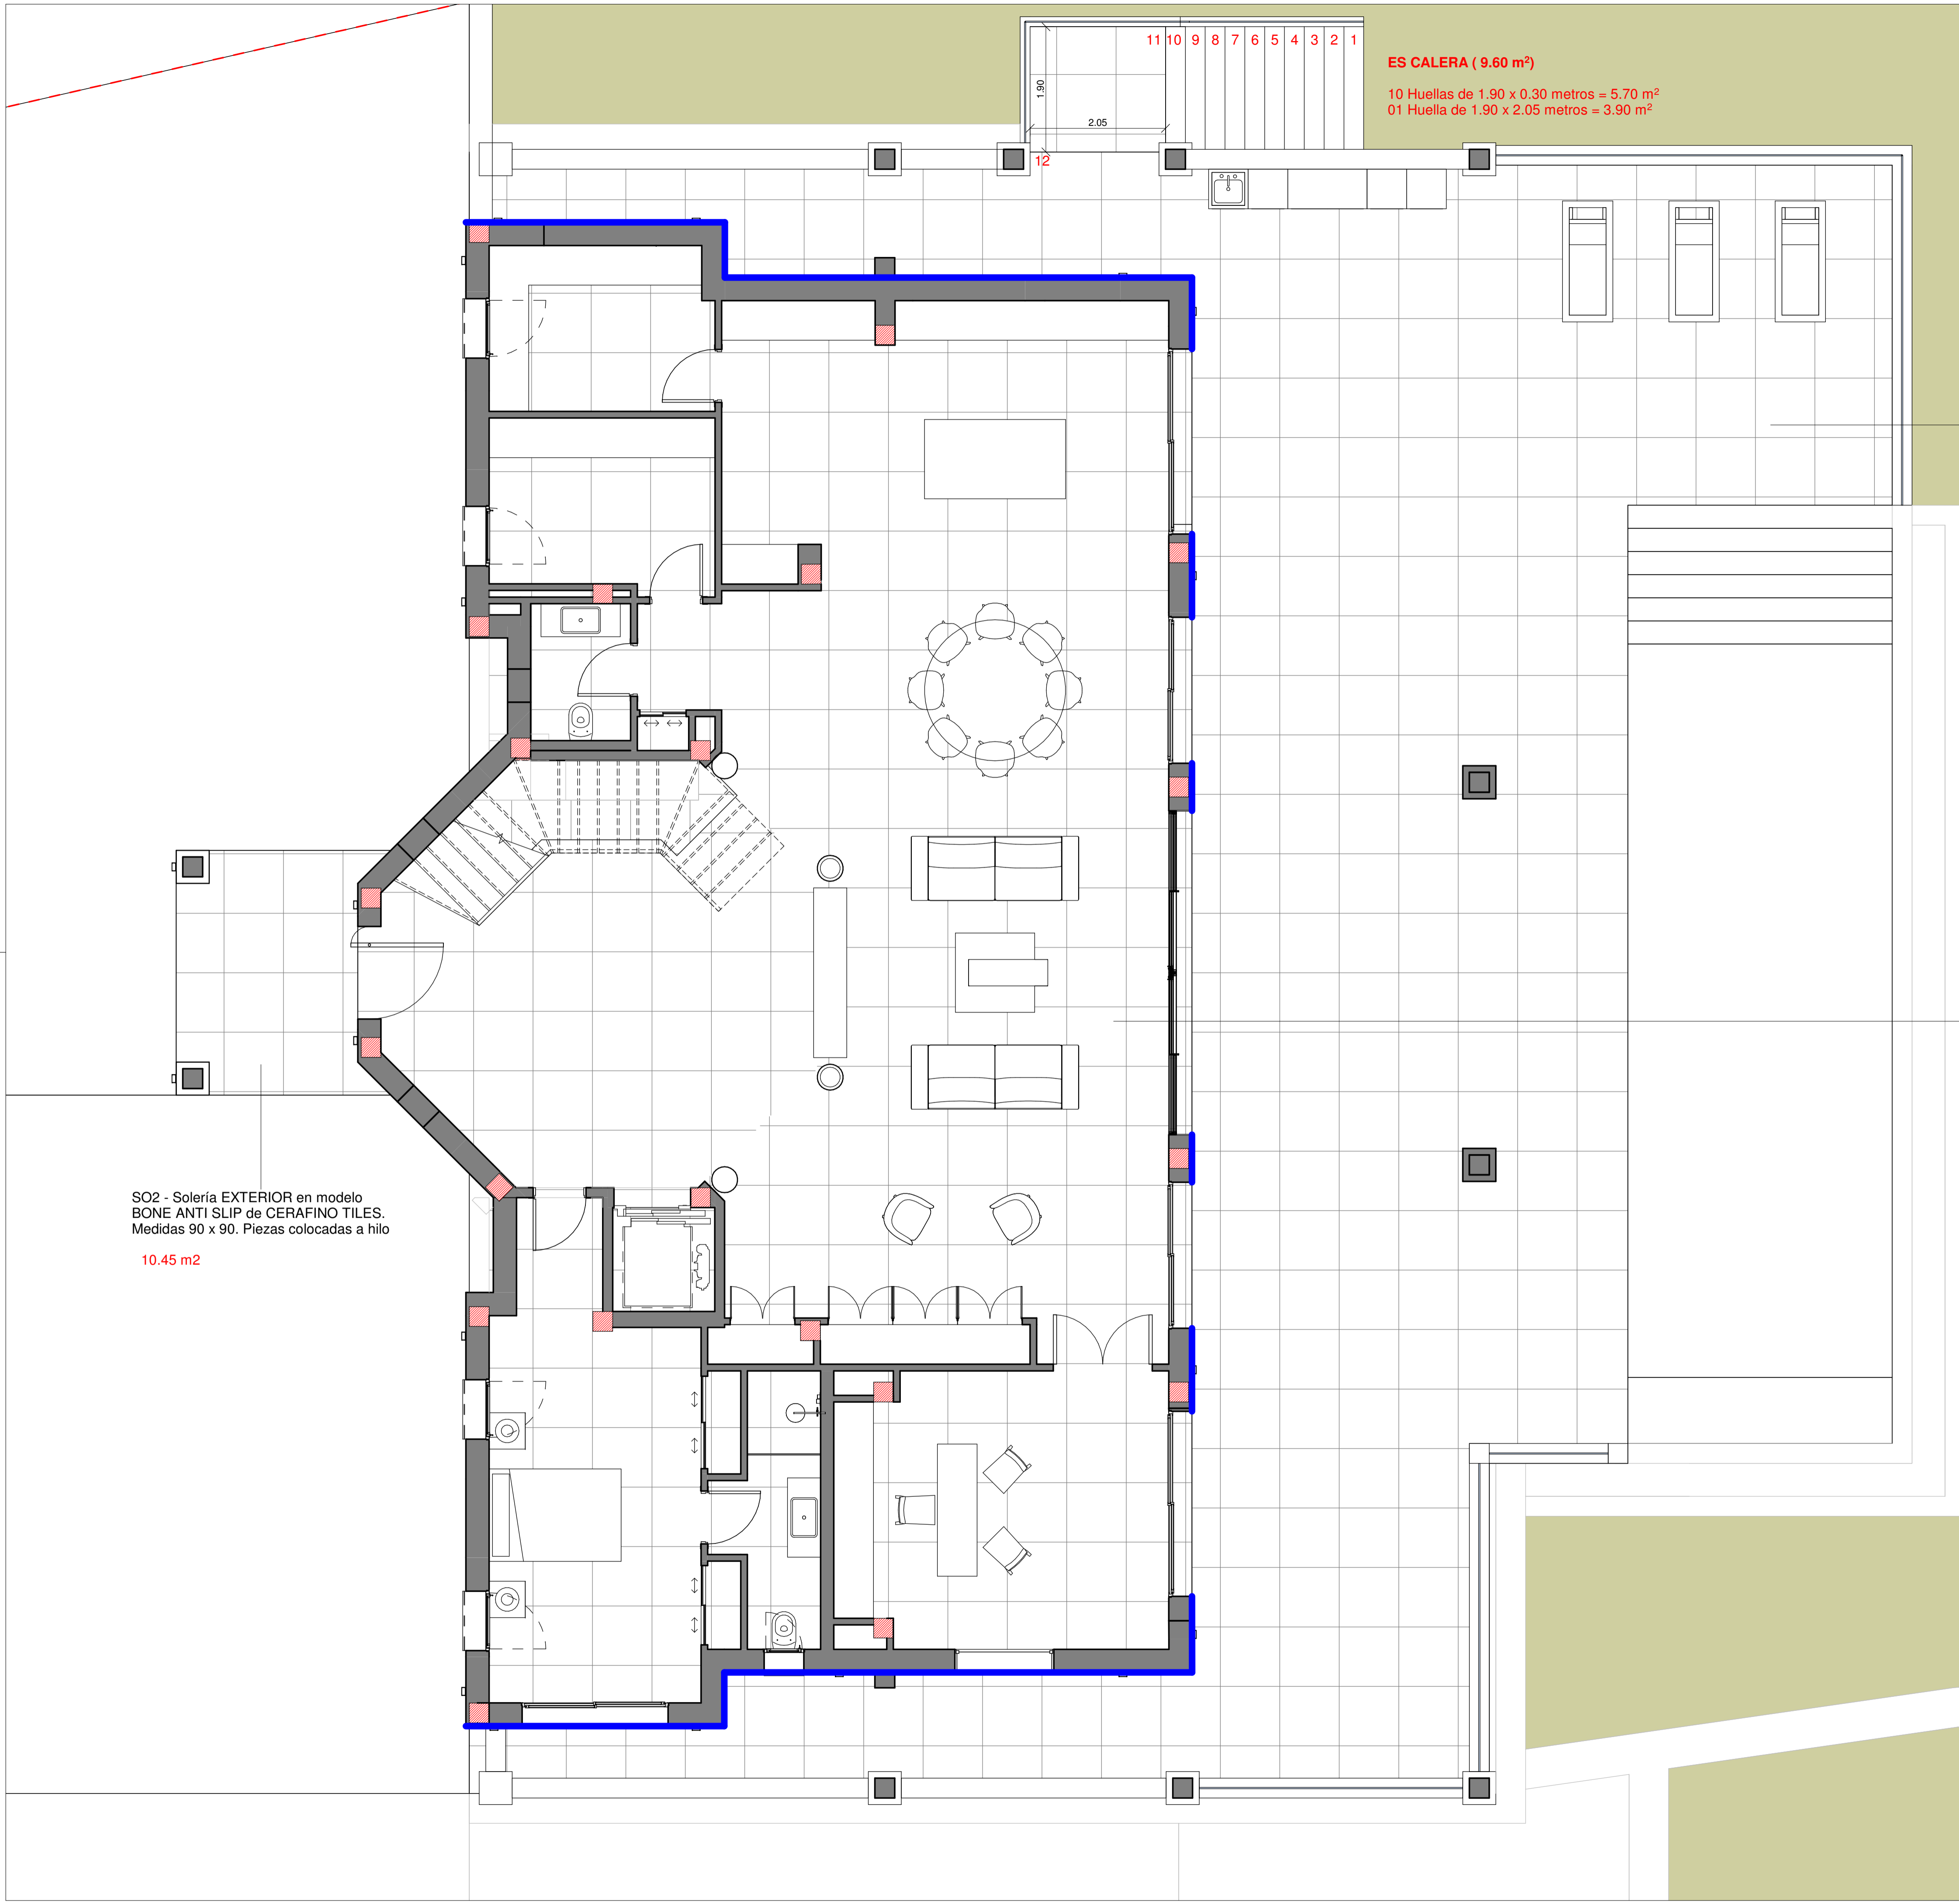 11 10 9 8 7 6 5 4 3 2 1
ES CALERA ( 9.60 m²)
10 Huellas de 1.90 x 0.30 metros = 5.70 m²
01 Huella de 1.90 x 2.05 metros = 3.90 m²
1.90
2.05
12
SO2 - Solería EXTERIOR en modelo
BONE ANTI SLIP de CERAFINO TILES.
Medidas 90 x 90. Piezas colocadas a hilo
10.45 m2